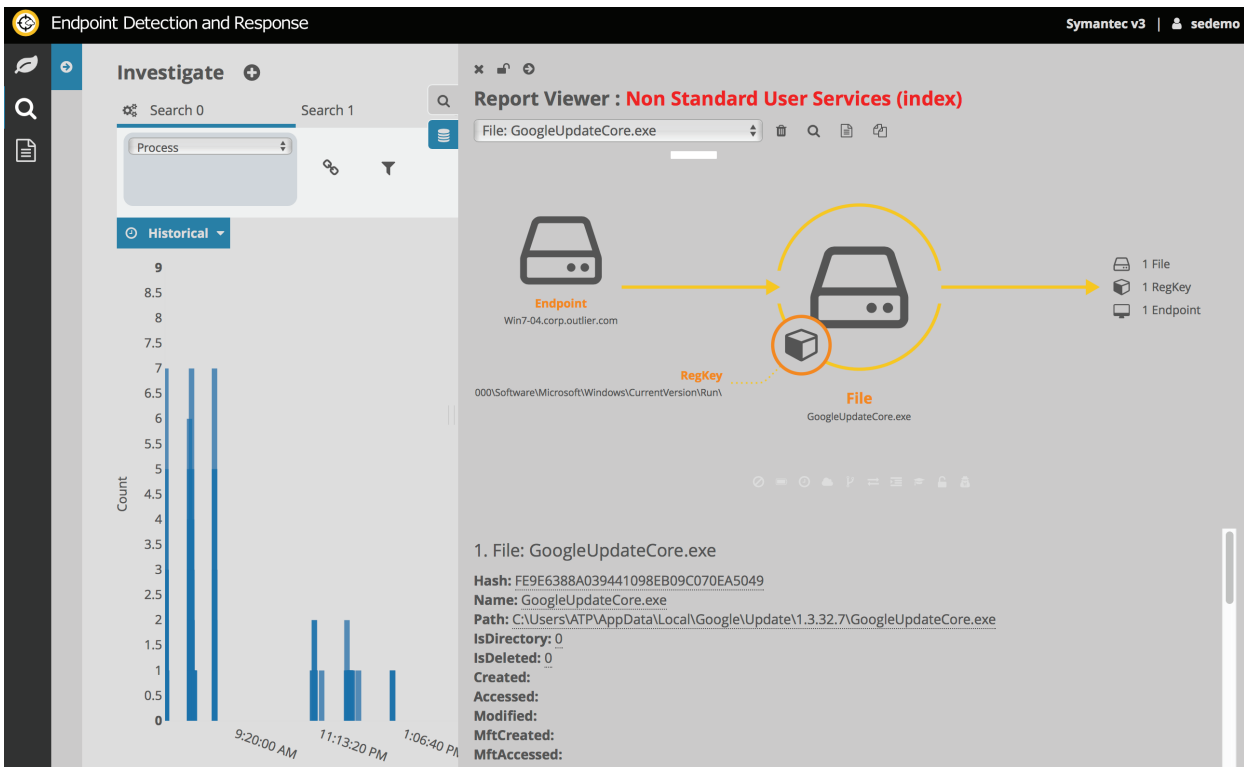 Endpoint Detection and Response
Symantec v3 | sedemo
Investigate
Search 0
Search 1
Process
Historical
9
8.5
8
7.5
7
6.5
6
5.5
5
4.5
4
3.5
3
2.5
2
1.5
1
0.5
0
Count
9:20:00 AM
11:13:20 PM
1:06:40 PM
Report Viewer : Non Standard User Services (index)
File: GoogleUpdateCore.exe
Endpoint
Win7-04.corp.outlier.com
RegKey
000\Software\Microsoft\Windows\CurrentVersion\Run\
File
GoogleUpdateCore.exe
1 File
1 RegKey
1 Endpoint
1. File: GoogleUpdateCore.exe
Hash: FE9E6388A039441098EB09C070EA5049
Name: GoogleUpdateCore.exe
Path: C:\Users\ATP\AppData\Local\Google\Update\1.3.32.7\GoogleUpdateCore.exe
IsDirectory: 0
IsDeleted: 0
Created:
Accessed:
Modified:
MftCreated:
MftAccessed: